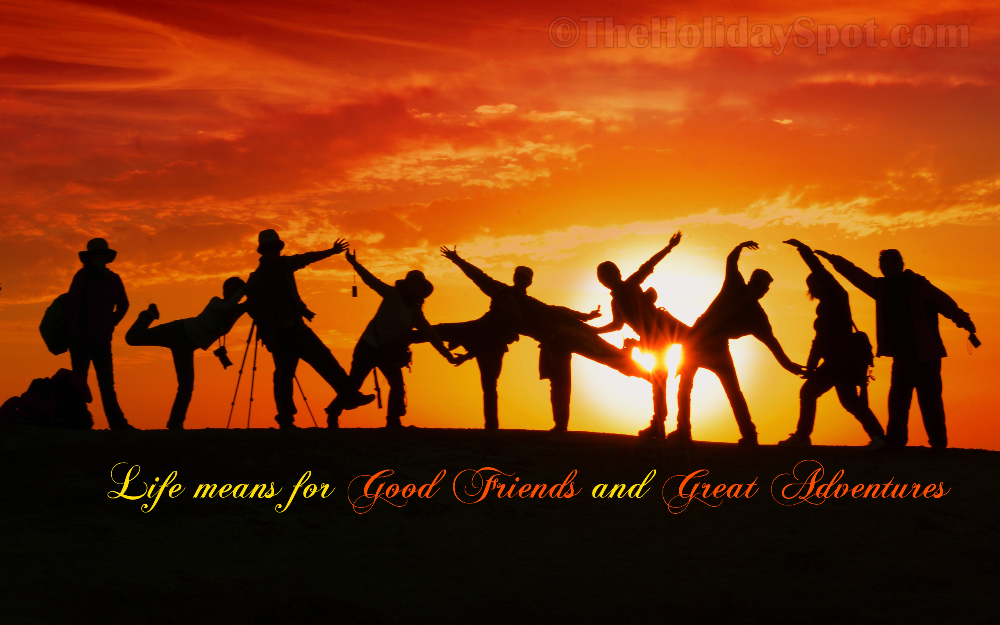 ©TheHolidaySpot.com
Life means for Good Friends and Great Adventures